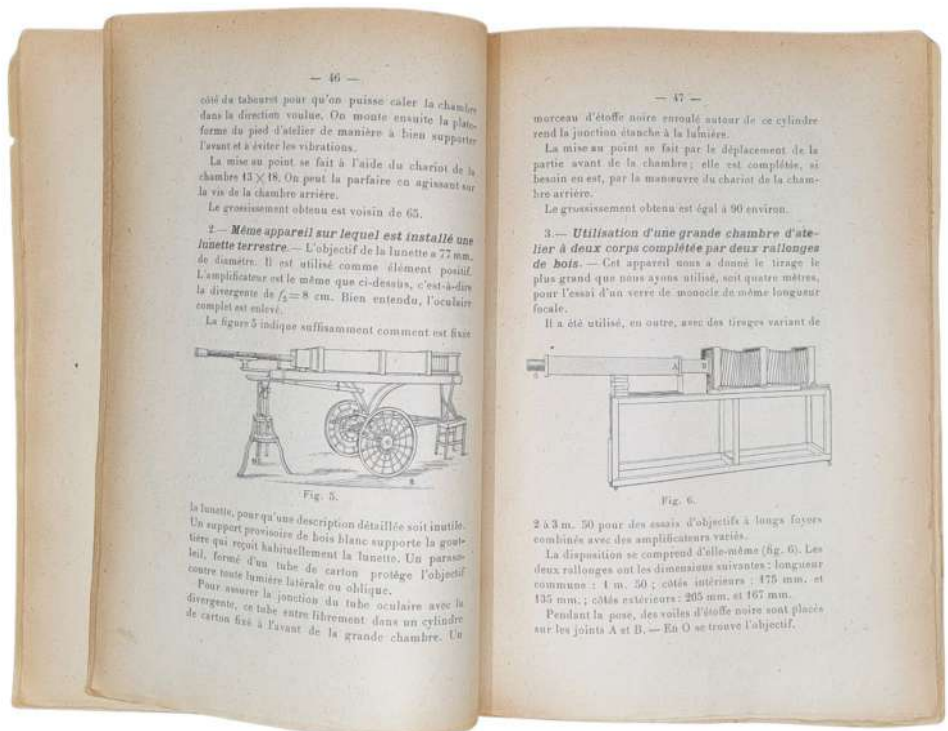 — 46 —
côté du tabouret pour qu'on puisse caler la chambre
dans la direction voulue. On monte ensuite la plate-
forme du pied d'atelier de manière à bien supporter
l'avant et à éviter les vibrations.
La mise au point se fait à l'aide du chariot de la
chambre 13 × 18. On peut la parfaire en agissant sur
la vis de la chambre arrière.
Le grossissement obtenu est voisin de 65.
2. — Même appareil sur lequel est installé une
lunette terrestre. — L'objectif de la lunette a 77 mm.
de diamètre. Il est utilisé comme élément positif.
L'amplificateur est le même que ci-dessus, c'est-à-dire
la divergente de f₂ = 8 cm. Bien entendu, l'oculaire
complet est enlevé.
La figure 5 indique suffisamment comment est fixée
Fig. 5.
la lunette, pour qu'une description détaillée soit inutile.
Un support provisoire de bois blanc supporte la gout-
tière qui reçoit habituellement la lunette. Un paraso-
leil, formé d'un tube de carton protège l'objectif
contre toute lumière latérale ou oblique.
Pour assurer la jonction du tube oculaire avec la
divergente, ce tube entre librement dans un cylindre
de carton fixé à l'avant de la grande chambre. Un
— 47 —
morceau d'étoffe noire enroulé autour de ce cylindre
rend la jonction étanche à la lumière.
La mise au point se fait par le déplacement de la
partie avant de la chambre ; elle est complétée, si
besoin en est, par la manœuvre du chariot de la cham-
bre arrière.
Le grossissement obtenu est égal à 90 environ.
3. — Utilisation d'une grande chambre d'ate-
lier à deux corps complétée par deux rallonges
de bois. — Cet appareil nous a donné le tirage le
plus grand que nous ayons utilisé, soit quatre mètres,
pour l'essai d'un verre de monocle de même longueur
focale.
Il a été utilisé, en outre, avec des tirages variant de
A
B
O
Fig. 6.
2 à 3 m. 50 pour des essais d'objectifs à longs foyers
combinés avec des amplificateurs variés.
La disposition se comprend d'elle-même (fig. 6). Les
deux rallonges ont les dimensions suivantes : longueur
commune : 1 m. 50 ; côtés intérieurs : 175 mm. et
135 mm. ; côtés extérieurs : 205 mm. et 167 mm.
Pendant la pose, des voiles d'étoffe noire sont placés
sur les joints A et B. — En O se trouve l'objectif.